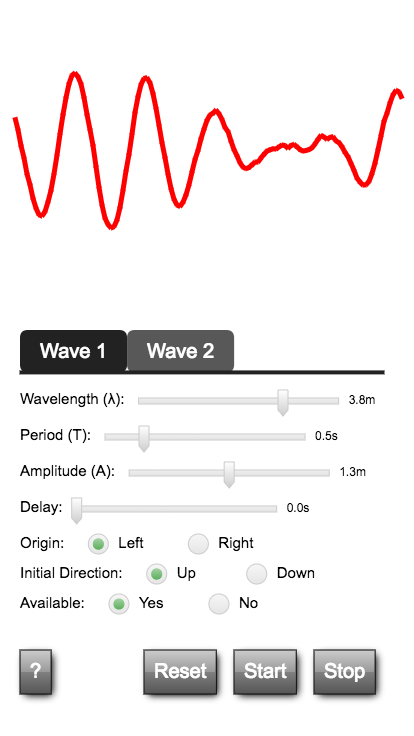 Wave 1 Wave 2
Wavelength (λ): 3.8m
Period (T): 0.5s
Amplitude (A): 1.3m
Delay: 0.0s
Origin: Left Right
Initial Direction: Up Down
Available: Yes No
? Reset Start Stop